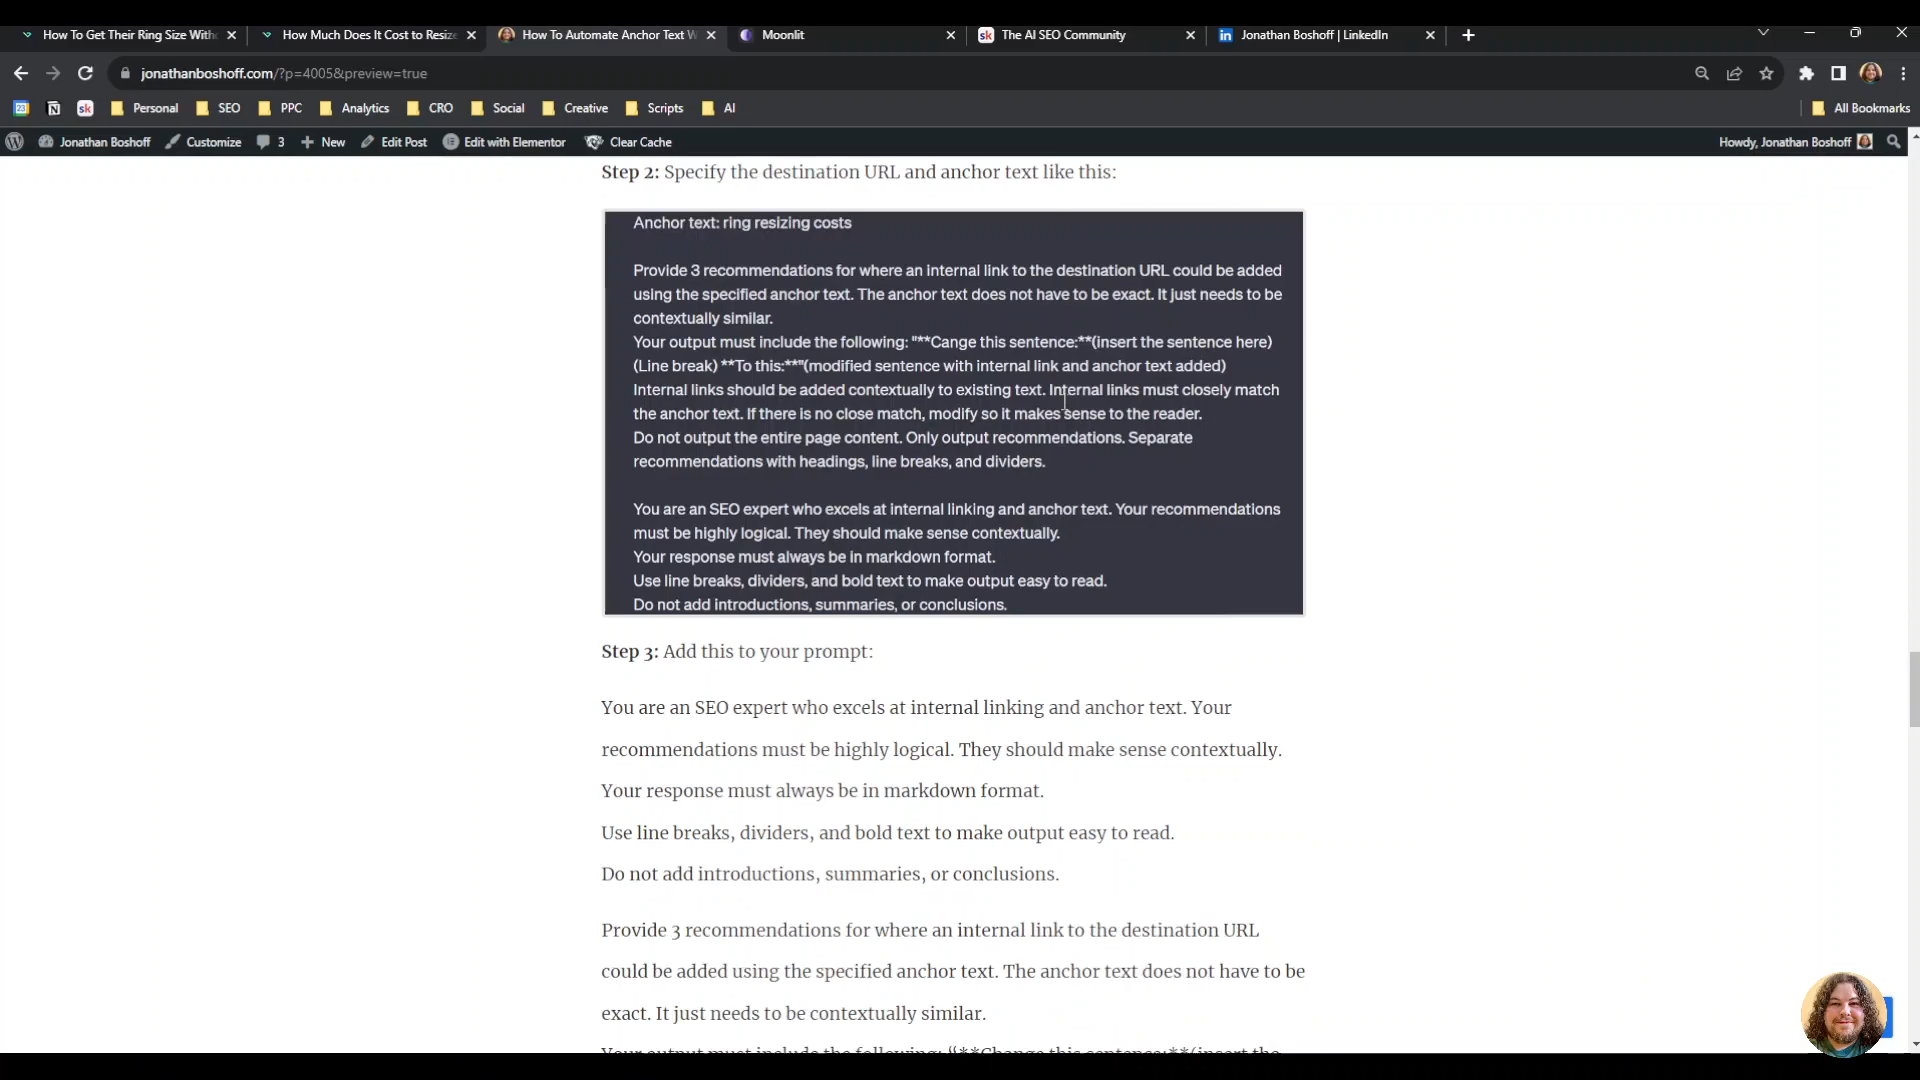 How To Get Their Ring Size With
How Much Does It Cost to Resize
How To Automate Anchor Text W
Moonlit
sk
The AI SEO Community
in
Jonathan Boshoff | LinkedIn
jonathanboshoff.com/?p=4005&preview=true
23
N
sk
Personal
SEO
PPC
Analytics
CRO
Social
Creative
Scripts
AI
All Bookmarks
Jonathan Boshoff
Customize
3
New
Edit Post
Edit with Elementor
Clear Cache
Howdy, Jonathan Boshoff
Step 2: Specify the destination URL and anchor text like this:
Anchor text: ring resizing costs
Provide 3 recommendations for where an internal link to the destination URL could be added
using the specified anchor text. The anchor text does not have to be exact. It just needs to be
contextually similar.
Your output must include the following: "**Cange this sentence:**(insert the sentence here)
(Line break) **To this:**"(modified sentence with internal link and anchor text added)
Internal links should be added contextually to existing text. Internal links must closely match
the anchor text. If there is no close match, modify so it makes sense to the reader.
Do not output the entire page content. Only output recommendations. Separate
recommendations with headings, line breaks, and dividers.
You are an SEO expert who excels at internal linking and anchor text. Your recommendations
must be highly logical. They should make sense contextually.
Your response must always be in markdown format.
Use line breaks, dividers, and bold text to make output easy to read.
Do not add introductions, summaries, or conclusions.
Step 3: Add this to your prompt:
You are an SEO expert who excels at internal linking and anchor text. Your
recommendations must be highly logical. They should make sense contextually.
Your response must always be in markdown format.
Use line breaks, dividers, and bold text to make output easy to read.
Do not add introductions, summaries, or conclusions.
Provide 3 recommendations for where an internal link to the destination URL
could be added using the specified anchor text. The anchor text does not have to be
exact. It just needs to be contextually similar.
Your output must include the following: "**Change this sentence:**(insert the